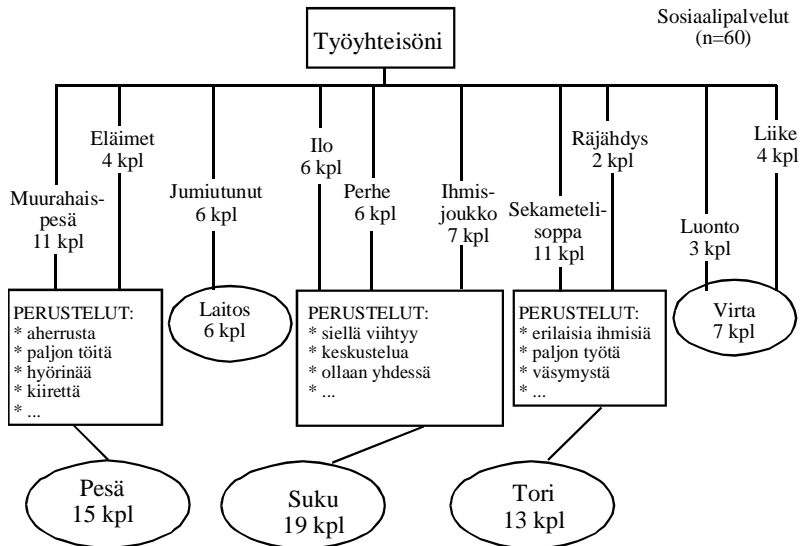 Sosiaalipalvelut
(n=60)
Työyhteisöni
Muurahais-
pesä
11 kpl
Eläimet
4 kpl
Jumiutunut
6 kpl
Ilo
6 kpl
Perhe
6 kpl
Ihmis-
joukko
7 kpl
Sekameteli-
soppa
11 kpl
Räjähdys
2 kpl
Luonto
3 kpl
Liike
4 kpl
PERUSTELUT:
* aherrusta
* paljon töitä
* hyörinää
* kiirettä
* ...
Laitos
6 kpl
PERUSTELUT:
* siellä viihtyy
* keskustelua
* ollaan yhdessä
* ...
PERUSTELUT:
* erilaisia ihmisiä
* paljon työtä
* väsymystä
* ...
Virta
7 kpl
Pesä
15 kpl
Suku
19 kpl
Tori
13 kpl